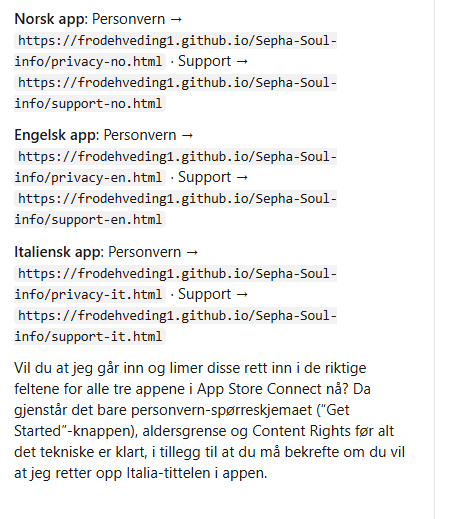 Norsk app: Personvern →
https://frodehveding1.github.io/Sepha-Soul-
info/privacy-no.html · Support →
https://frodehveding1.github.io/Sepha-Soul-
info/support-no.html
Engelsk app: Personvern →
https://frodehveding1.github.io/Sepha-Soul-
info/privacy-en.html · Support →
https://frodehveding1.github.io/Sepha-Soul-
info/support-en.html
Italiensk app: Personvern →
https://frodehveding1.github.io/Sepha-Soul-
info/privacy-it.html · Support →
https://frodehveding1.github.io/Sepha-Soul-
info/support-it.html
Vil du at jeg går inn og limer disse rett inn i de riktige
feltene for alle tre appene i App Store Connect nå? Da
gjenstår det bare personvern-spørreskjemaet ("Get
Started"-knappen), aldersgrense og Content Rights før alt
det tekniske er klart, i tillegg til at du må bekrefte om du vil
at jeg retter opp Italia-tittelen i appen.